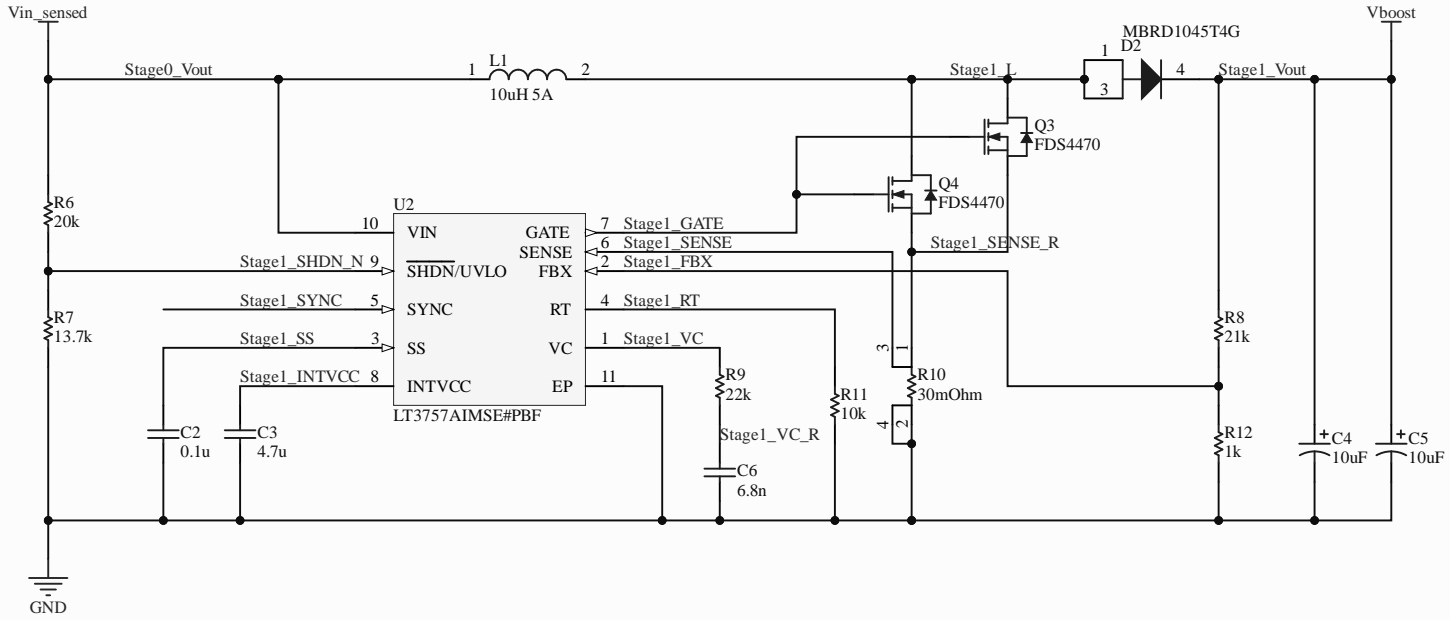 Vin_sensed
Vboost
MBRD1045T4G
D2
1
3
4
Stage0_Vout
1
L1
2
10uH 5A
Stage1_L
Stage1_Vout
Q3
FDS4470
Q4
FDS4470
R6
20k
U2
10
VIN
GATE
7
Stage1_GATE
SENSE
6
Stage1_SENSE
Stage1_SENSE_R
Stage1_SHDN_N
9
SHDN/UVLO
FBX
2
Stage1_FBX
Stage1_SYNC
5
SYNC
RT
4
Stage1_RT
R7
13.7k
R8
21k
Stage1_SS
3
SS
VC
1
Stage1_VC
3
1
Stage1_INTVCC
8
INTVCC
EP
11
R9
22k
R10
30mOhm
R11
10k
LT3757AIMSE#PBF
4
2
C2
0.1u
C3
4.7u
Stage1_VC_R
C6
6.8n
R12
1k
+
C4
10uF
+
C5
10uF
GND